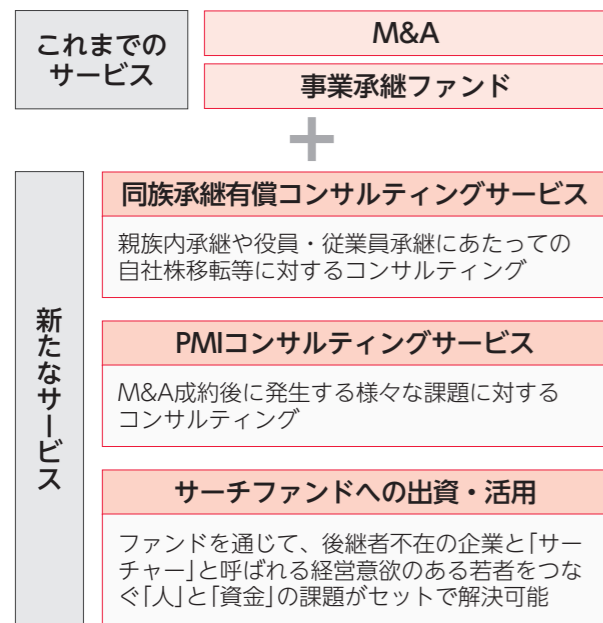 これまでの
サービス
M&A
事業承継ファンド
+
新たなサービス
同族承継有償コンサルティングサービス
親族内承継や役員・従業員承継にあたっての
自社株移転等に対するコンサルティング
PMIコンサルティングサービス
M&A成約後に発生する様々な課題に対する
コンサルティング
サーチファンドへの出資・活用
ファンドを通じて、後継者不在の企業と「サー
チャー」と呼ばれる経営意欲のある若者をつな
ぐ「人」と「資金」の課題がセットで解決可能